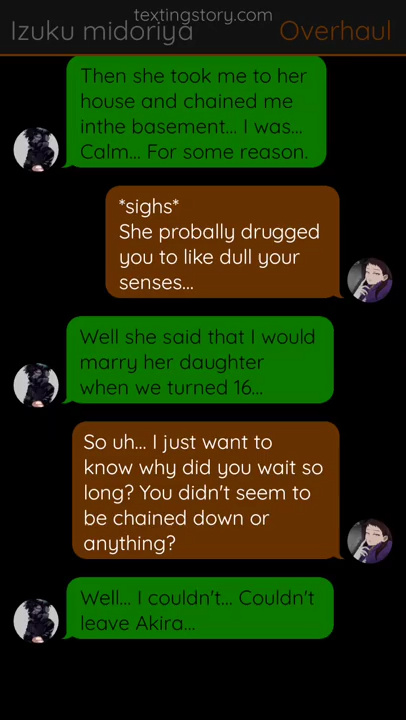 textingstory.com
Izuku midoriya
Overhaul
Then she took me to her
house and chained me
inthe basement... I was...
Calm... For some reason.
*sighs*
She probally drugged
you to like dull your
senses...
Well she said that I would
marry her daughter
when we turned 16...
So uh... I just want to
know why did you wait so
long? You didn't seem to
be chained down or
anything?
Well... I couldn't... Couldn't
leave Akira...